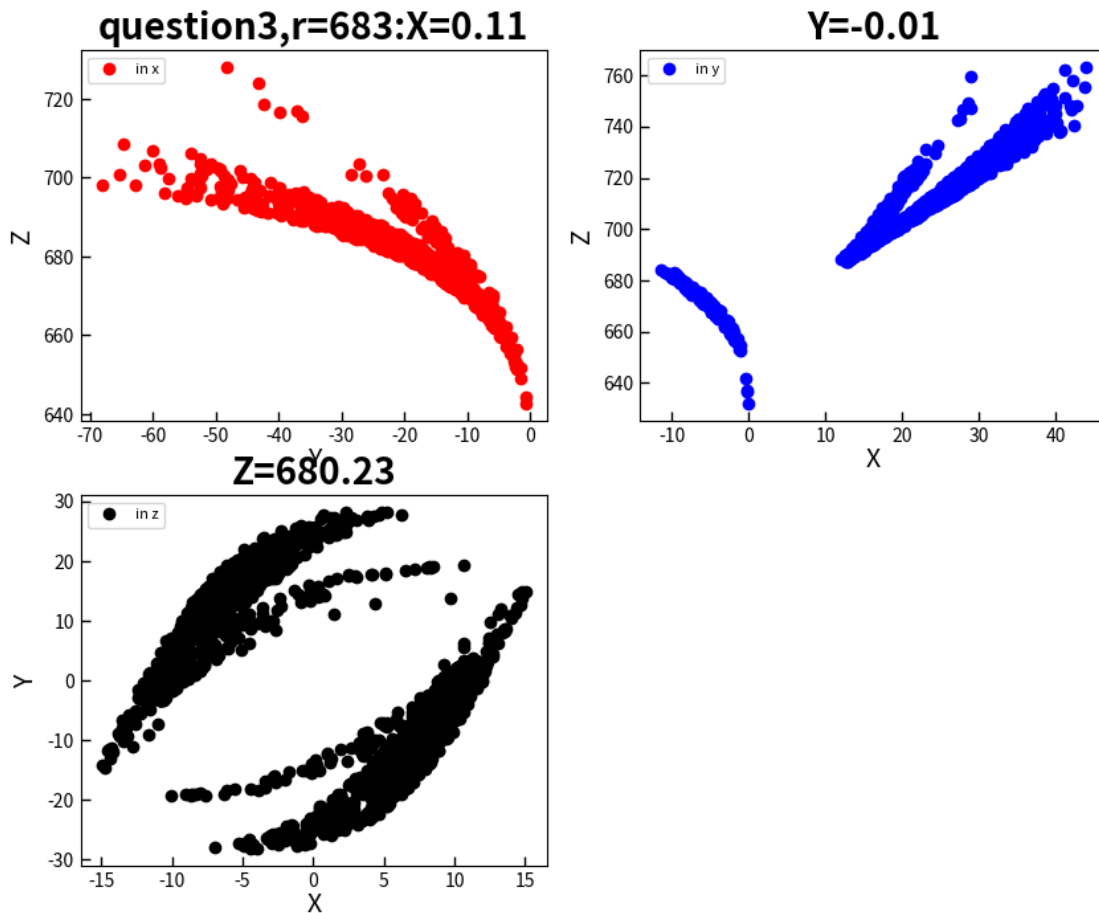 question3,r=683:X=0.11
in x
Z
720
700
680
660
640
-70 -60 -50 -40 -30 -20 -10 0
Y
Y=-0.01
in y
Z
760
740
720
700
680
660
640
-10 0 10 20 30 40
X
Z=680.23
in z
Y
30
20
10
0
-10
-20
-30
-15 -10 -5 0 5 10 15
X